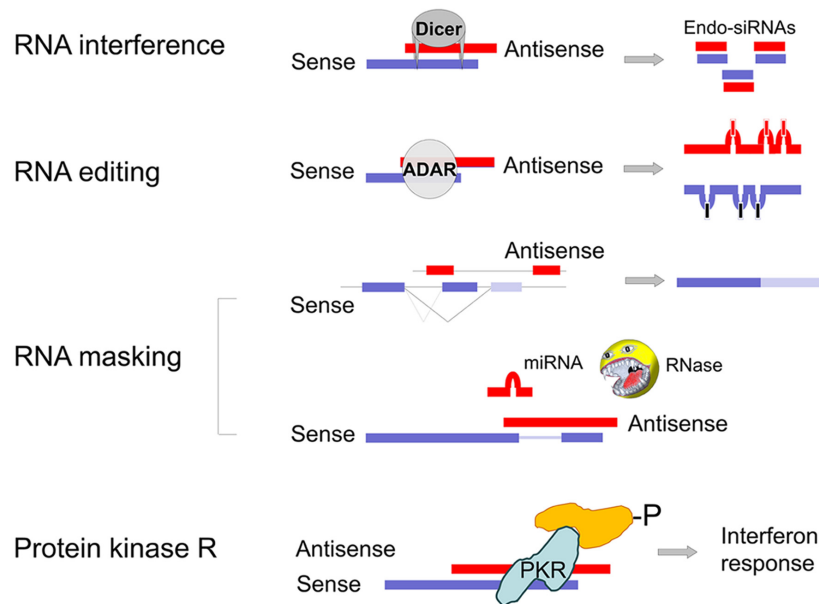 RNA interference
Dicer
Sense
Antisense
Endo-siRNAs
RNA editing
Sense
ADAR
Antisense
RNA masking
Antisense
Sense
miRNA
RNase
Sense
Antisense
Protein kinase R
Antisense
Sense
PKR
-P
Interferon
response